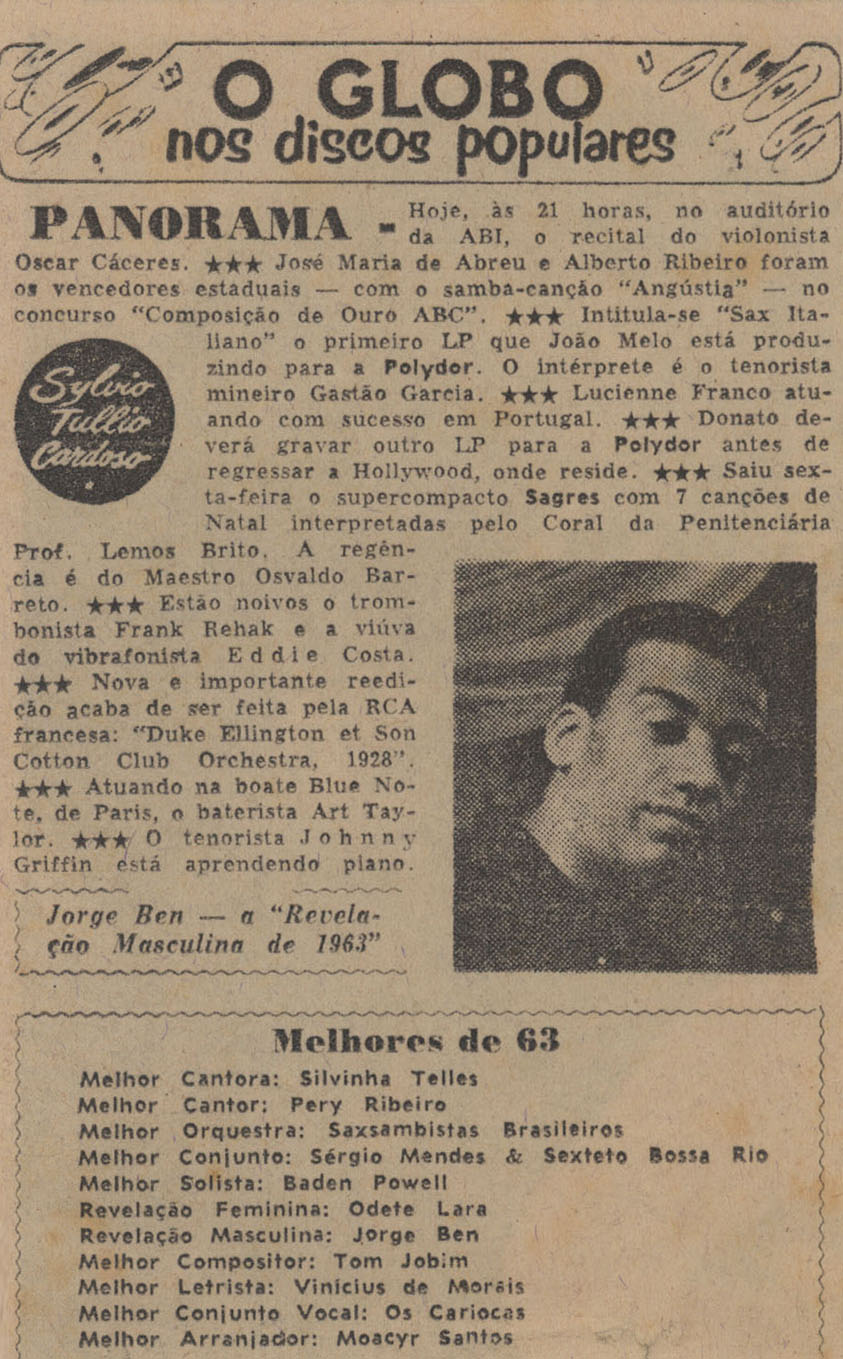 O GLOBO
nos discos populares
PANORAMA - Hoje, às 21 horas, no auditório
da ABI, o recital do violonista
Oscar Cáceres. ★★★ José Maria de Abreu e Alberto Ribeiro foram
os vencedores estaduais — com o samba-canção "Angústia" — no
concurso "Composição de Ouro ABC". ★★★ Intitula-se "Sax Ita-
liano" o primeiro LP que João Melo está produ-
zindo para a Polydor. O intérprete é o tenorista
mineiro Gastão Garcia. ★★★ Lucienne Franco atu-
ando com sucesso em Portugal. ★★★ Donato de-
verá gravar outro LP para a Polydor antes de
regressar a Hollywood, onde reside. ★★★ Saiu sex-
ta-feira o supercompacto Sagres com 7 canções de
Natal interpretadas pelo Coral da Penitenciária
Sylvio
Tullio
Cardoso
Prof. Lemos Brito. A regên-
cia é do Maestro Osvaldo Bar-
reto. ★★★ Estão noivos o trom-
bonista Frank Rehak e a viúva
do vibrafonista Eddie Costa.
★★★ Nova e importante reedi-
ção acaba de ser feita pela RCA
francesa: "Duke Ellington et Son
Cotton Club Orchestra, 1928".
★★★ Atuando na boate Blue No-
te, de Paris, o baterista Art Tay-
lor. ★★★ O tenorista Johnny
Griffin está aprendendo piano.
Jorge Ben — a "Revela-
ção Masculina de 1963"
Melhores de 63
Melhor Cantora: Silvinha Telles
Melhor Cantor: Pery Ribeiro
Melhor Orquestra: Saxsambistas Brasileiros
Melhor Conjunto: Sérgio Mendes & Sexteto Bossa Rio
Melhor Solista: Baden Powell
Revelação Feminina: Odete Lara
Revelação Masculina: Jorge Ben
Melhor Compositor: Tom Jobim
Melhor Letrista: Vinícius de Morais
Melhor Conjunto Vocal: Os Cariocas
Melhor Arranjador: Moacyr Santos